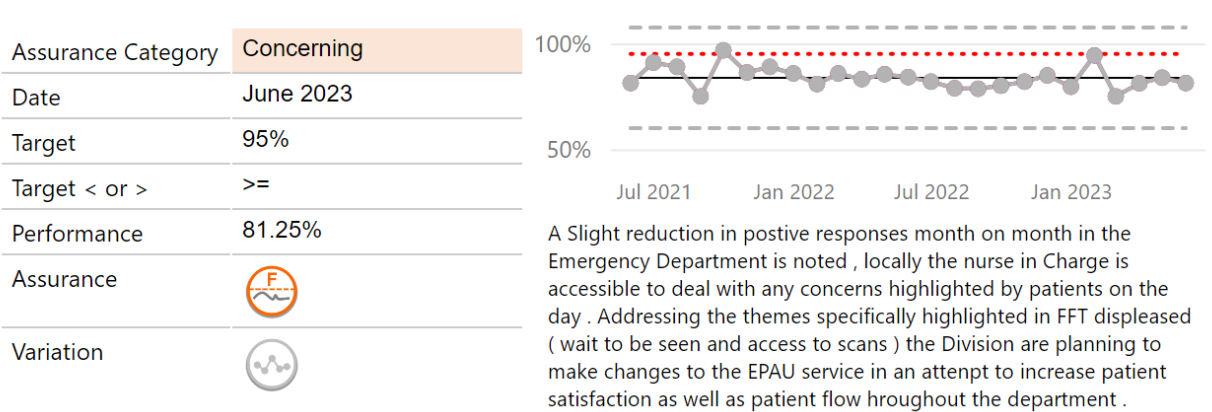 Assurance Category Concerning
Date June 2023
Target 95%
Target < or > >=
Performance 81.25%
Assurance F
Variation
100%
50%
Jul 2021 Jan 2022 Jul 2022 Jan 2023
A Slight reduction in postive responses month on month in the
Emergency Department is noted , locally the nurse in Charge is
accessible to deal with any concerns highlighted by patients on the
day . Addressing the themes specifically highlighted in FFT displeased
( wait to be seen and access to scans ) the Division are planning to
make changes to the EPAU service in an attenpt to increase patient
satisfaction as well as patient flow hroughout the department .